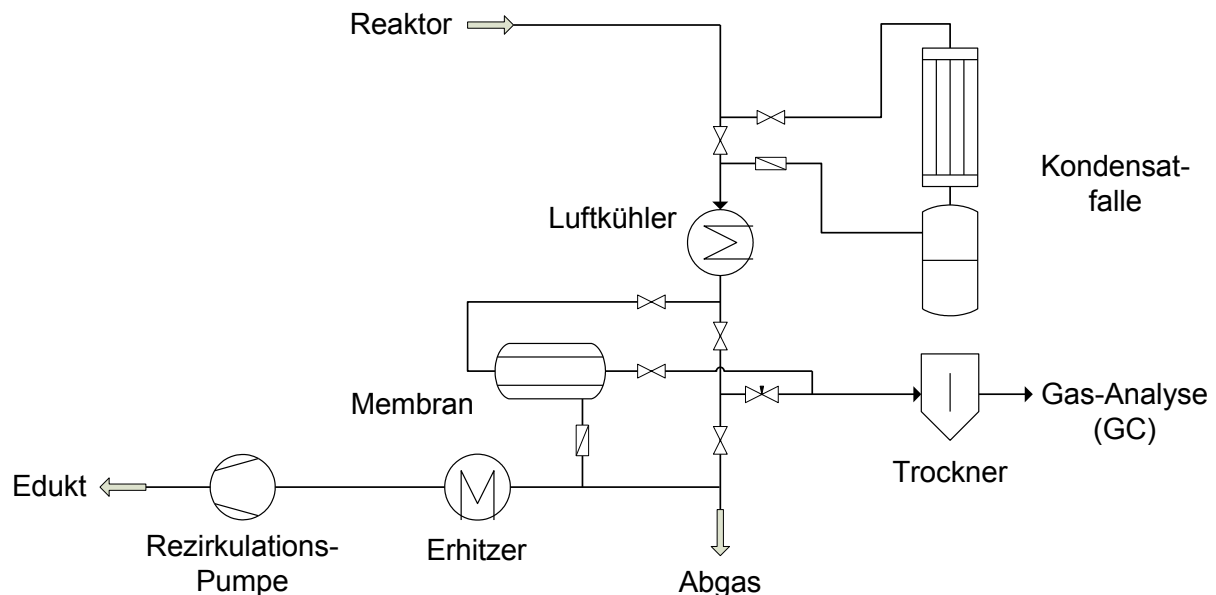 Reaktor
Kondensat-
falle
Luftkühler
Membran
Gas-Analyse
(GC)
Trockner
Edukt
Rezirkulations-
Pumpe
Erhitzer
Abgas